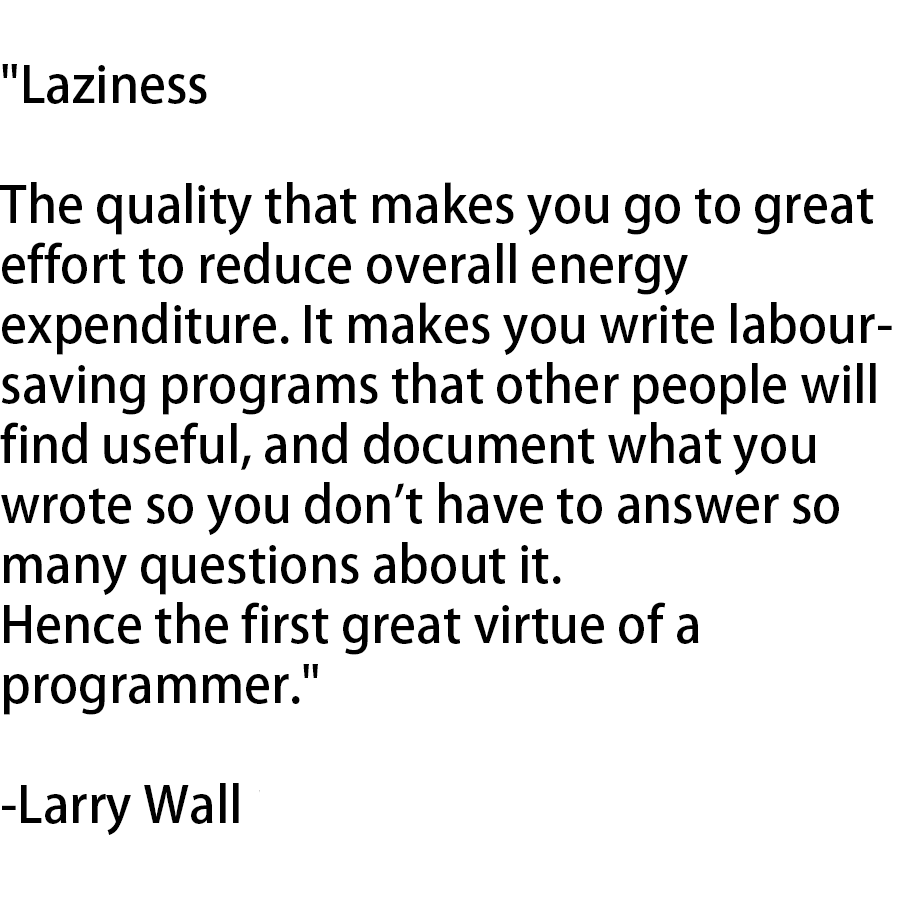 "Laziness
The quality that makes you go to great
effort to reduce overall energy
expenditure. It makes you write labour-
saving programs that other people will
find useful, and document what you
wrote so you don’t have to answer so
many questions about it.
Hence the first great virtue of a
programmer."
-Larry Wall